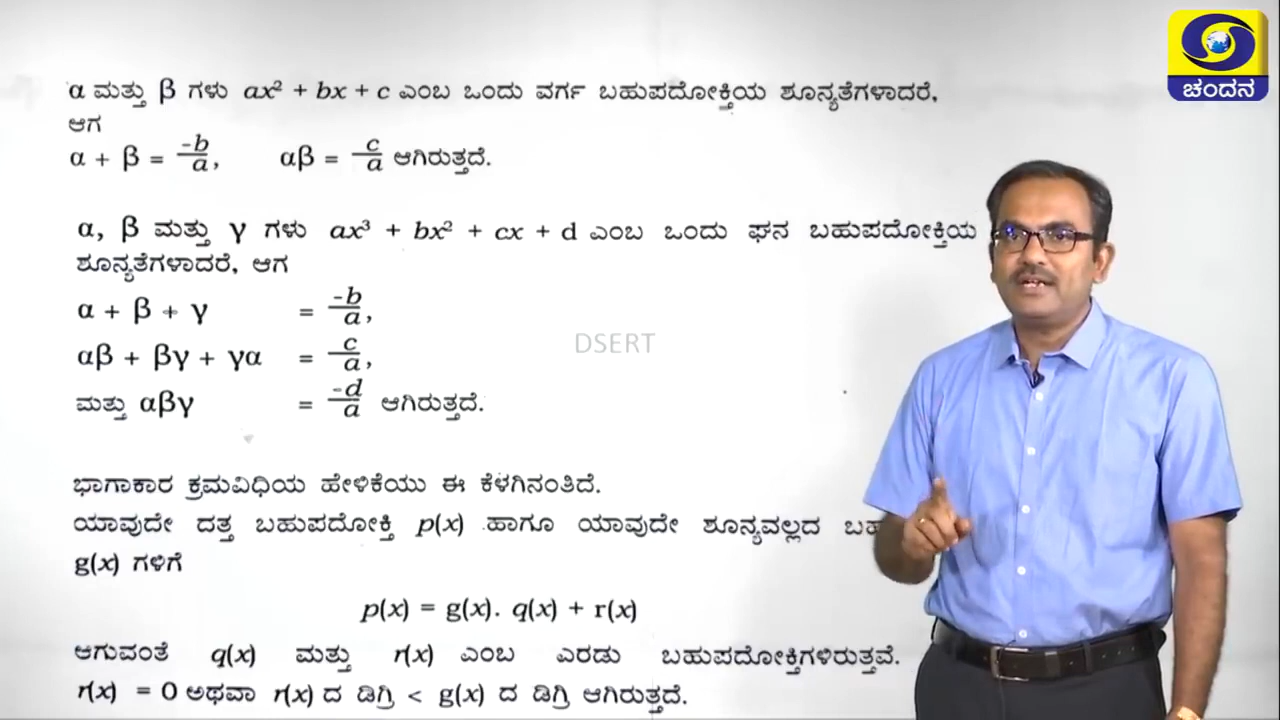 α ಮತ್ತು β ಗಳು ax² + bx + c ಎಂಬ ಒಂದು ವರ್ಗ ಬಹುಪದೋಕ್ತಿಯ ಶೂನ್ಯತೆಗಳಾದರೆ,
ಆಗ
α + β = -b/a, αβ = c/a ಆಗಿರುತ್ತದೆ.
α, β ಮತ್ತು γ ಗಳು ax³ + bx² + cx + d ಎಂಬ ಒಂದು ಘನ ಬಹುಪದೋಕ್ತಿಯ
ಶೂನ್ಯತೆಗಳಾದರೆ, ಆಗ
α + β + γ = -b/a,
αβ + βγ + γα = c/a,
ಮತ್ತು αβγ = -d/a ಆಗಿರುತ್ತದೆ.
ಭಾಗಾಕಾರ ಕ್ರಮವಿಧಿಯ ಹೇಳಿಕೆಯು ಈ ಕೆಳಗಿನಂತಿದೆ.
ಯಾವುದೇ ದತ್ತ ಬಹುಪದೋಕ್ತಿ p(x) ಹಾಗೂ ಯಾವುದೇ ಶೂನ್ಯವಲ್ಲದ
g(x) ಗಳಿಗೆ
p(x) = g(x). q(x) + r(x)
ಆಗುವಂತೆ q(x) ಮತ್ತು r(x) ಎಂಬ ಎರಡು ಬಹುಪದೋಕ್ತಿಗಳಿರುತ್ತವೆ.
r(x) = 0 ಅಥವಾ r(x) ದ ಡಿಗ್ರಿ < g(x) ದ ಡಿಗ್ರಿ ಆಗಿರುತ್ತದೆ.
DSERT
ಚಂದನ